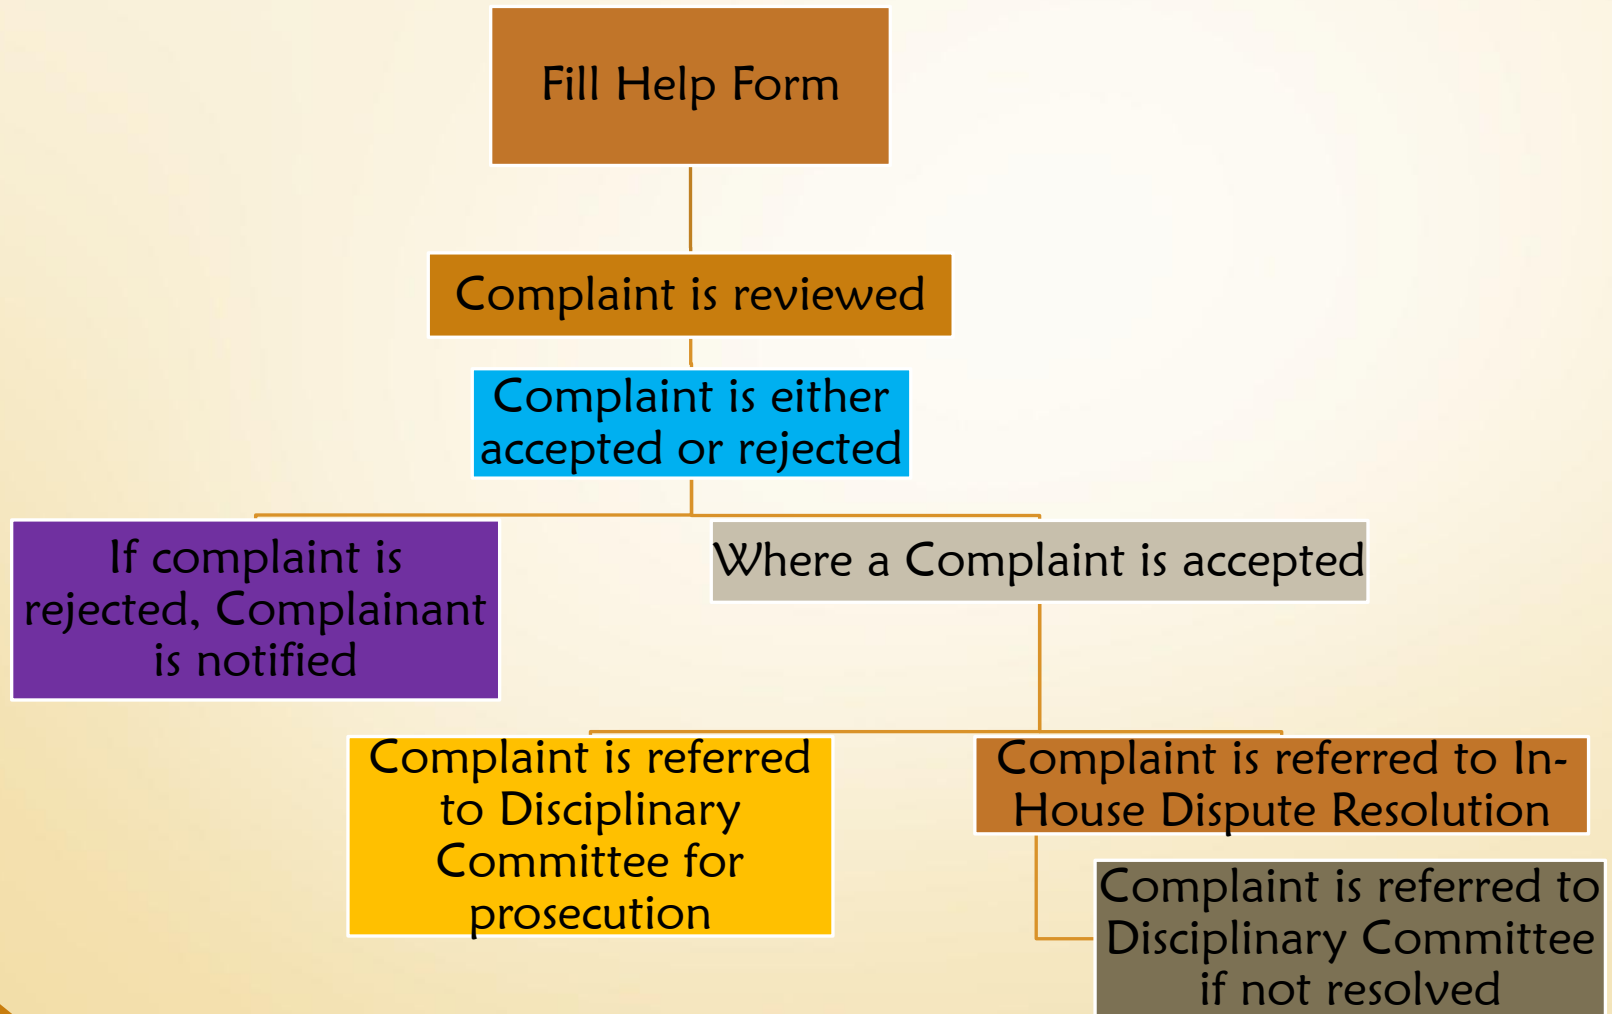 Fill Help Form
Complaint is reviewed
Complaint is either
accepted or rejected
If complaint is
rejected, Complainant
is notified
Where a Complaint is accepted
Complaint is referred
to Disciplinary
Committee for
prosecution
Complaint is referred to In-
House Dispute Resolution
Complaint is referred to
Disciplinary Committee
if not resolved